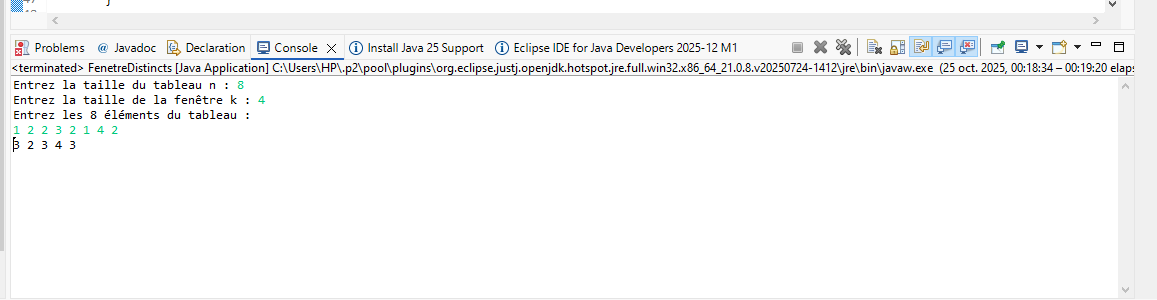 Problems @ Javadoc Declaration Console Install Java 25 Support Eclipse IDE for Java Developers 2025-12 M1
<terminated> FenetreDistincts [Java Application] C:\Users\HP\.p2\pool\plugins\org.eclipse.justj.openjdk.hotspot.jre.full.win32.x86_64_21.0.8.v20250724-1412\jre\bin\javaw.exe (25 oct. 2025, 00:18:34 – 00:19:20 elaps
Entrez la taille du tableau n : 8
Entrez la taille de la fenêtre k : 4
Entrez les 8 éléments du tableau :
1 2 2 3 2 1 4 2
3 2 3 4 3